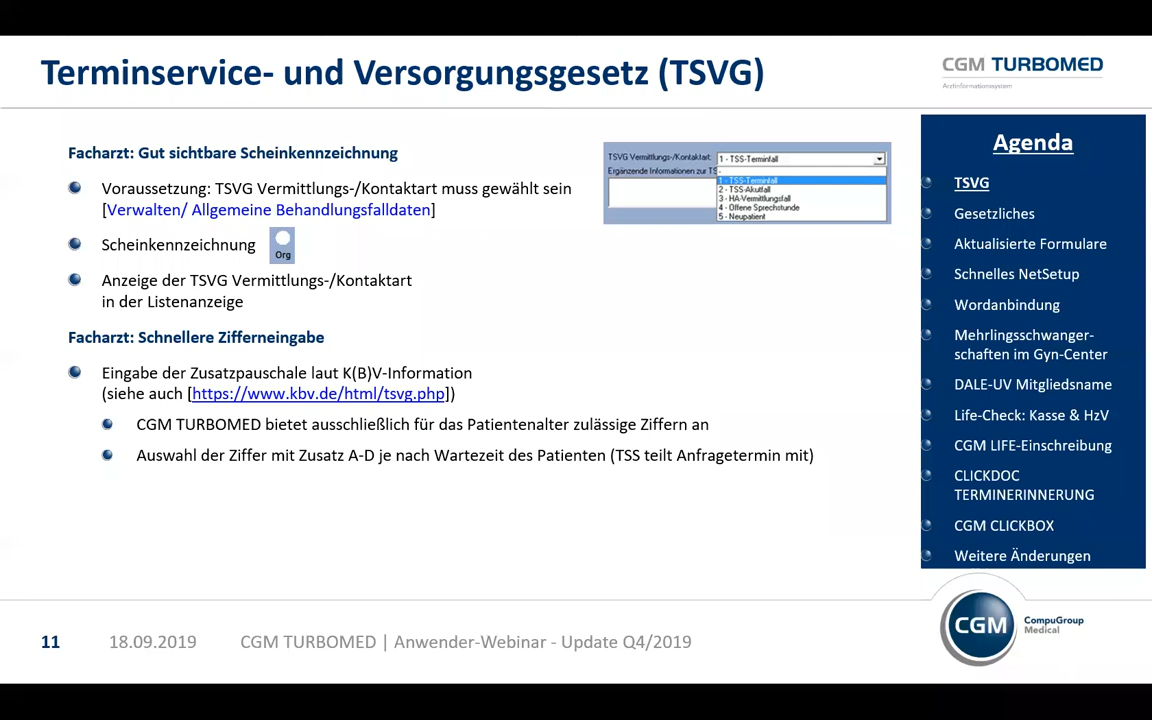 Terminservice- und Versorgungsgesetz (TSVG)
CGM TURBOMED
Arztinformationssystem
Facharzt: Gut sichtbare Scheinkennzeichnung
Voraussetzung: TSVG Vermittlungs-/Kontaktart muss gewählt sein
[Verwalten/ Allgemeine Behandlungsfalldaten]
Scheinkennzeichnung
Org
Anzeige der TSVG Vermittlungs-/Kontaktart
in der Listenanzeige
TSVG Vermittlungs-/Kontaktart:
1 - TSS-Terminfall
Ergänzende Informationen zur TS
-
1 - TSS-Terminfall
2 - TSS-Akutfall
3 - HA-Vermittlungsfall
4 - Offene Sprechstunde
5 - Neupatient
Facharzt: Schnellere Zifferneingabe
Eingabe der Zusatzpauschale laut K(B)V-Information
(siehe auch [https://www.kbv.de/html/tsvg.php])
CGM TURBOMED bietet ausschließlich für das Patientenalter zulässige Ziffern an
Auswahl der Ziffer mit Zusatz A-D je nach Wartezeit des Patienten (TSS teilt Anfragetermin mit)
Agenda
TSVG
Gesetzliches
Aktualisierte Formulare
Schnelles NetSetup
Wordanbindung
Mehrlingsschwanger-
schaften im Gyn-Center
DALE-UV Mitgliedsname
Life-Check: Kasse & HzV
CGM LIFE-Einschreibung
CLICKDOC
TERMINERINNERUNG
CGM CLICKBOX
Weitere Änderungen
11
18.09.2019
CGM TURBOMED | Anwender-Webinar - Update Q4/2019
CGM
CompuGroup
Medical